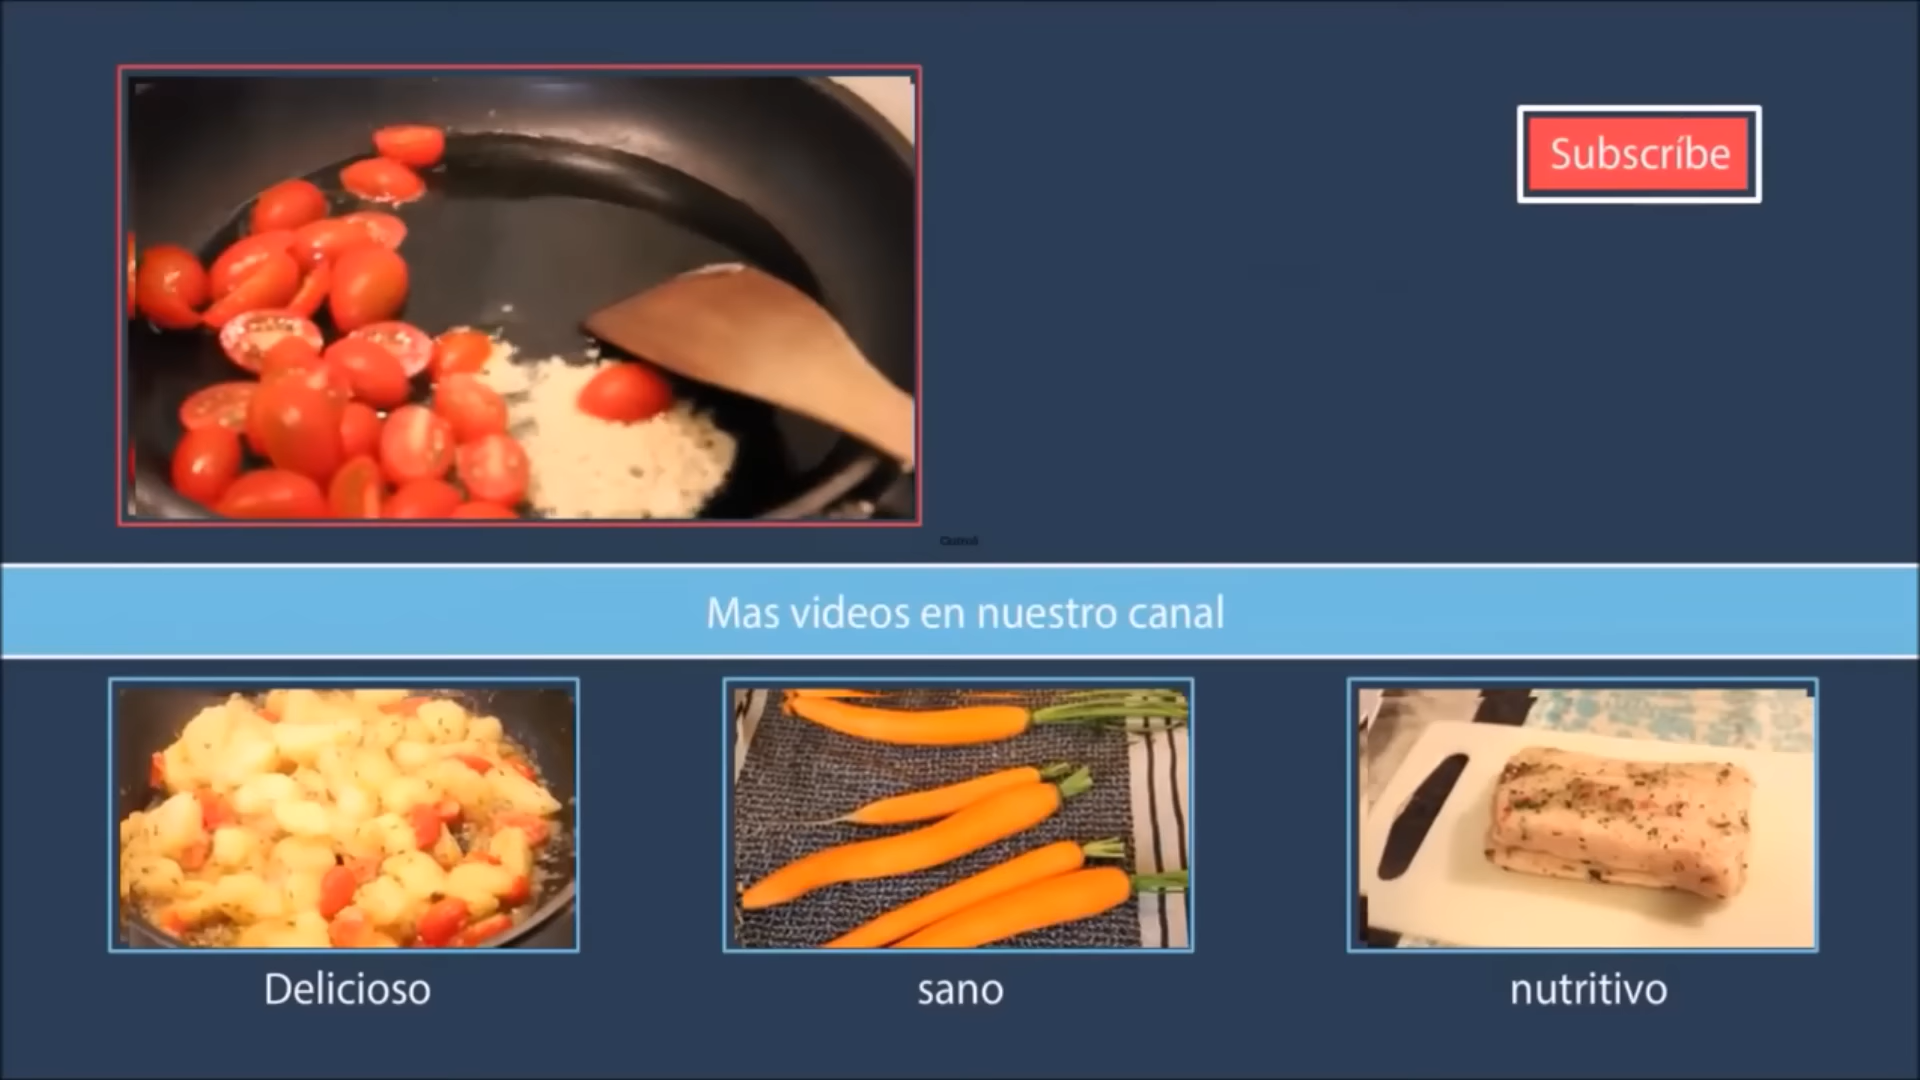 Subscríbe
Mas videos en nuestro canal
Delicioso
sano
nutritivo